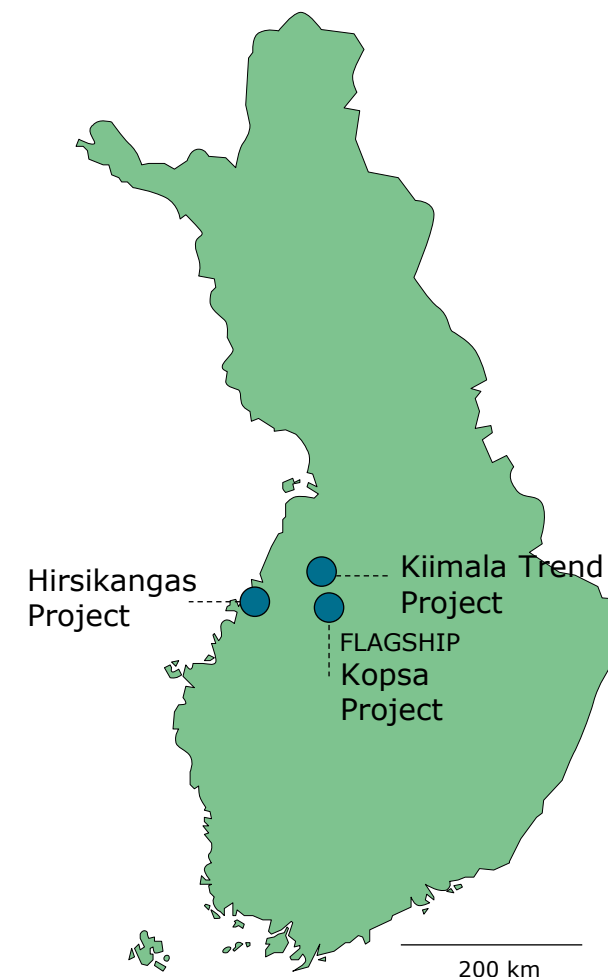 Hirsikangas
Project
Kiimala Trend
Project
FLAGSHIP
Kopsa
Project
200 km